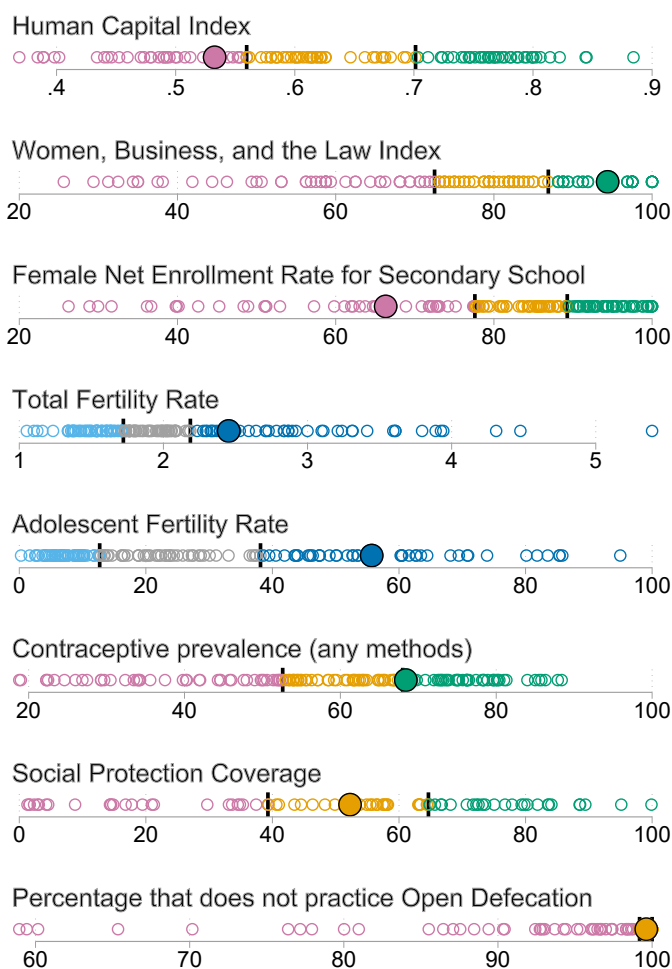 Human Capital Index
.4 .5 .6 .7 .8 .9
Women, Business, and the Law Index
20 40 60 80 100
Female Net Enrollment Rate for Secondary School
20 40 60 80 100
Total Fertility Rate
1 2 3 4 5
Adolescent Fertility Rate
0 20 40 60 80 100
Contraceptive prevalence (any methods)
20 40 60 80 100
Social Protection Coverage
0 20 40 60 80 100
Percentage that does not practice Open Defecation
60 70 80 90 100